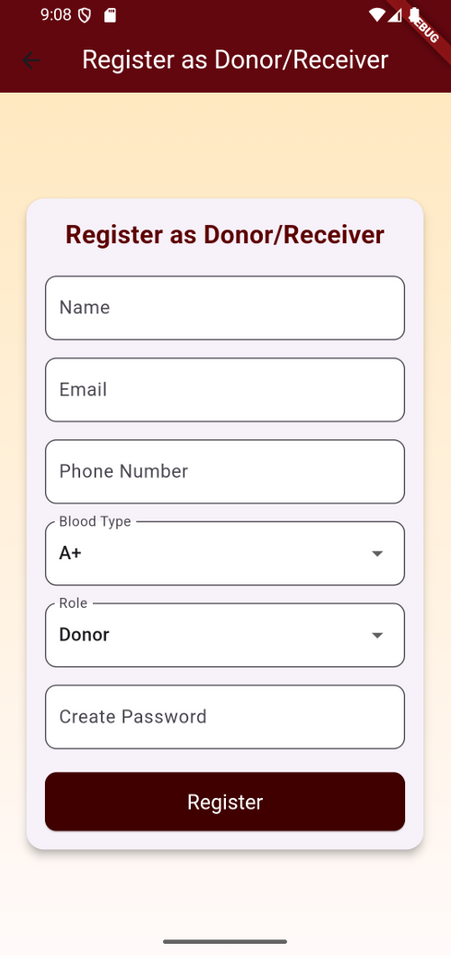 9:08
EBUG
Register as Donor/Receiver
Register as Donor/Receiver
Name
Email
Phone Number
Blood Type
A+
Role
Donor
Create Password
Register